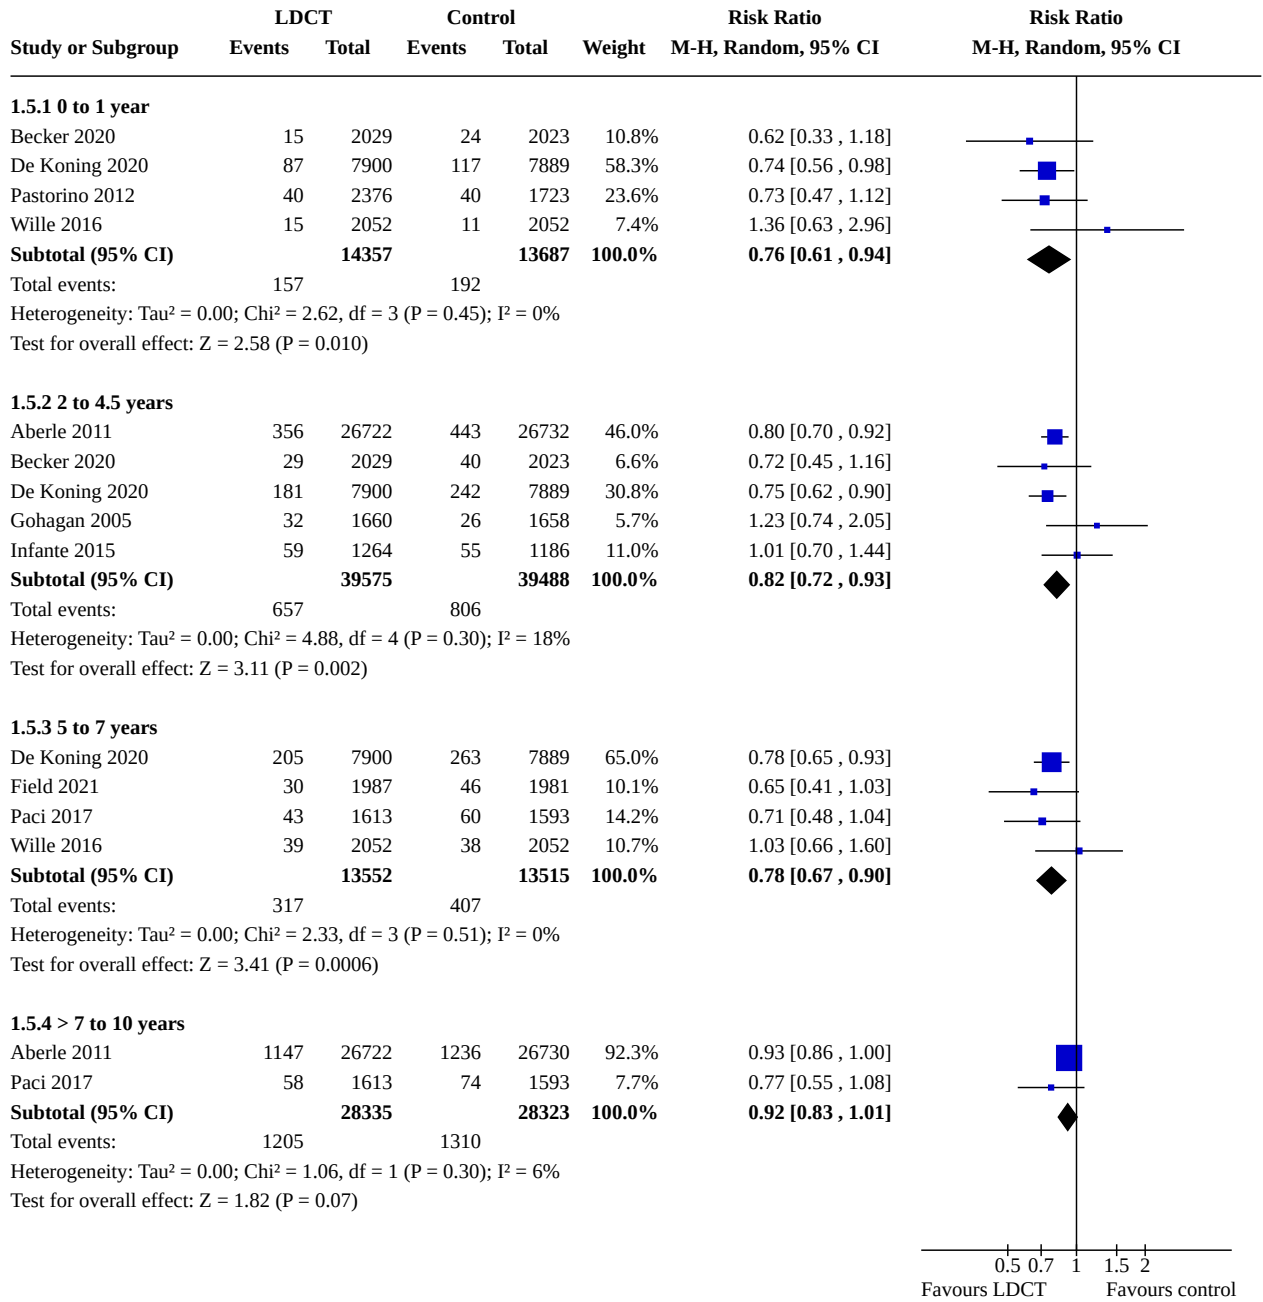 LDCT Control Risk Ratio Risk Ratio
Study or Subgroup Events Total Events Total Weight M-H, Random, 95% CI M-H, Random, 95% CI
1.5.1 0 to 1 year
Becker 2020 15 2029 24 2023 10.8% 0.62 [0.33 , 1.18]
De Koning 2020 87 7900 117 7889 58.3% 0.74 [0.56 , 0.98]
Pastorino 2012 40 2376 40 1723 23.6% 0.73 [0.47 , 1.12]
Wille 2016 15 2052 11 2052 7.4% 1.36 [0.63 , 2.96]
Subtotal (95% CI) 14357 13687 100.0% 0.76 [0.61 , 0.94]
Total events: 157 192
Heterogeneity: Tau² = 0.00; Chi² = 2.62, df = 3 (P = 0.45); I² = 0%
Test for overall effect: Z = 2.58 (P = 0.010)
1.5.2 2 to 4.5 years
Aberle 2011 356 26722 443 26732 46.0% 0.80 [0.70 , 0.92]
Becker 2020 29 2029 40 2023 6.6% 0.72 [0.45 , 1.16]
De Koning 2020 181 7900 242 7889 30.8% 0.75 [0.62 , 0.90]
Gohagan 2005 32 1660 26 1658 5.7% 1.23 [0.74 , 2.05]
Infante 2015 59 1264 55 1186 11.0% 1.01 [0.70 , 1.44]
Subtotal (95% CI) 39575 39488 100.0% 0.82 [0.72 , 0.93]
Total events: 657 806
Heterogeneity: Tau² = 0.00; Chi² = 4.88, df = 4 (P = 0.30); I² = 18%
Test for overall effect: Z = 3.11 (P = 0.002)
1.5.3 5 to 7 years
De Koning 2020 205 7900 263 7889 65.0% 0.78 [0.65 , 0.93]
Field 2021 30 1987 46 1981 10.1% 0.65 [0.41 , 1.03]
Paci 2017 43 1613 60 1593 14.2% 0.71 [0.48 , 1.04]
Wille 2016 39 2052 38 2052 10.7% 1.03 [0.66 , 1.60]
Subtotal (95% CI) 13552 13515 100.0% 0.78 [0.67 , 0.90]
Total events: 317 407
Heterogeneity: Tau² = 0.00; Chi² = 2.33, df = 3 (P = 0.51); I² = 0%
Test for overall effect: Z = 3.41 (P = 0.0006)
1.5.4 > 7 to 10 years
Aberle 2011 1147 26722 1236 26730 92.3% 0.93 [0.86 , 1.00]
Paci 2017 58 1613 74 1593 7.7% 0.77 [0.55 , 1.08]
Subtotal (95% CI) 28335 28323 100.0% 0.92 [0.83 , 1.01]
Total events: 1205 1310
Heterogeneity: Tau² = 0.00; Chi² = 1.06, df = 1 (P = 0.30); I² = 6%
Test for overall effect: Z = 1.82 (P = 0.07)
0.5 0.7 1 1.5 2
Favours LDCT Favours control